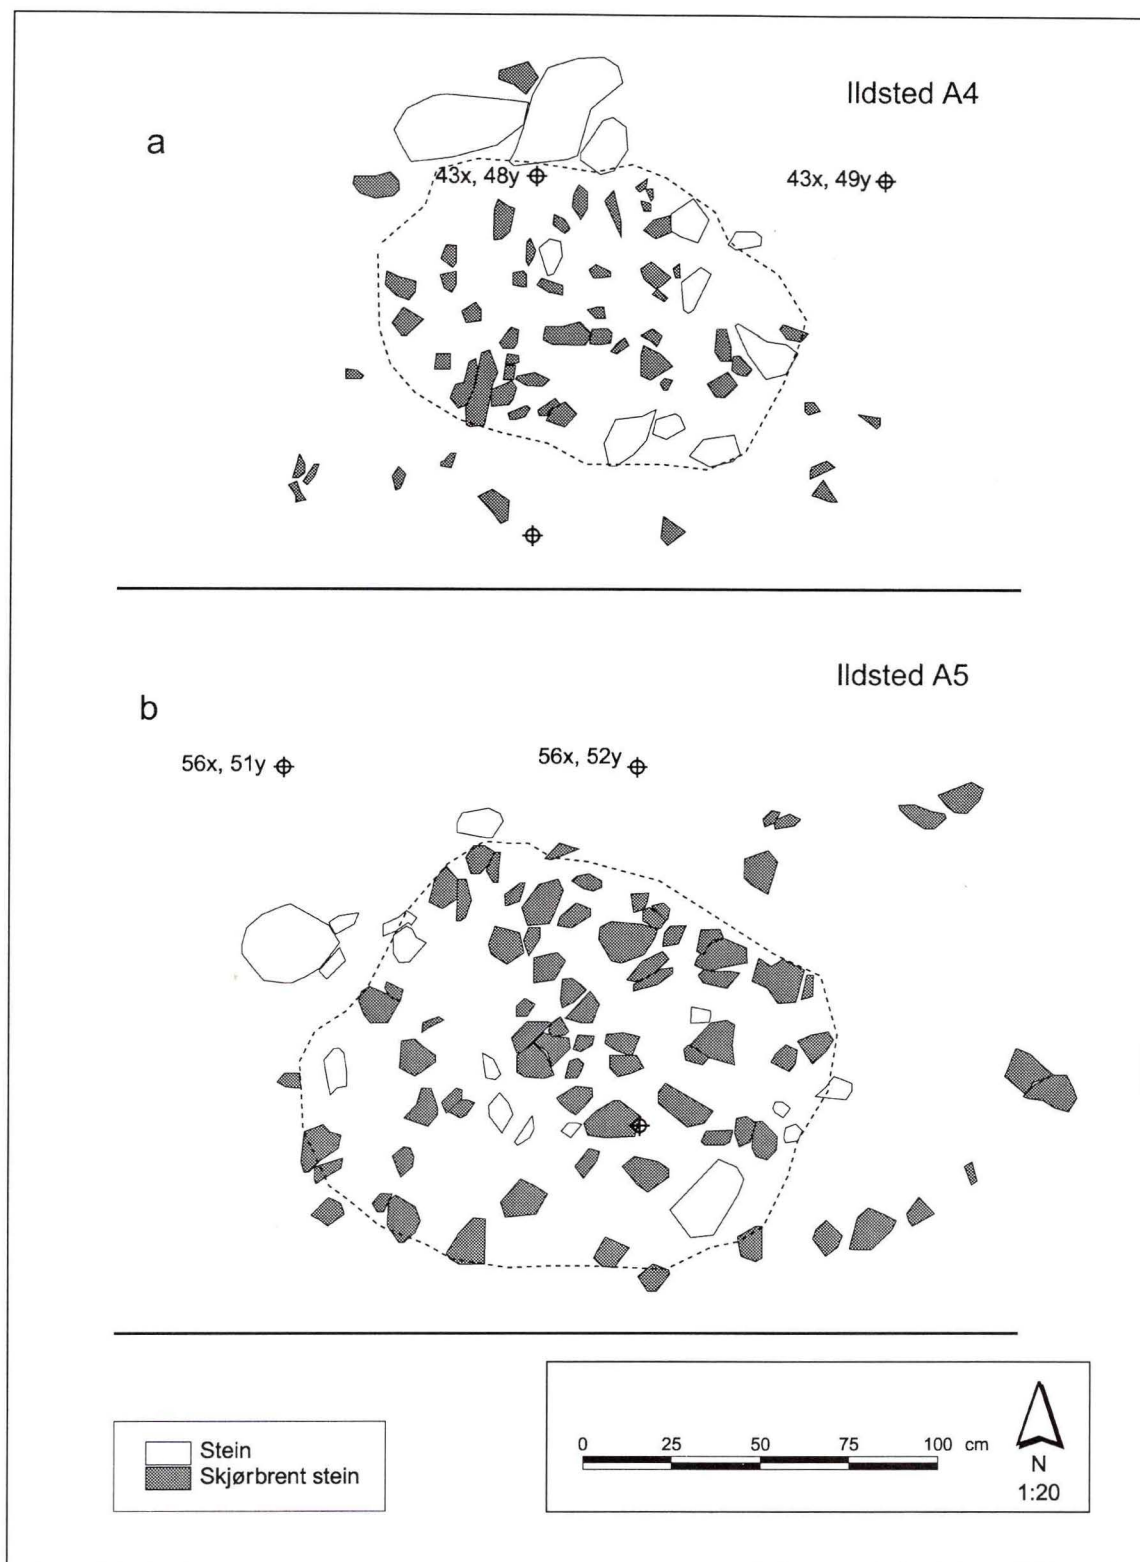 Ildsted A4
a
43x, 48y
43x, 49y
Ildsted A5
b
56x, 51y
56x, 52y
Stein
Skjørbrent stein
0 25 50 75 100 cm
N
1:20